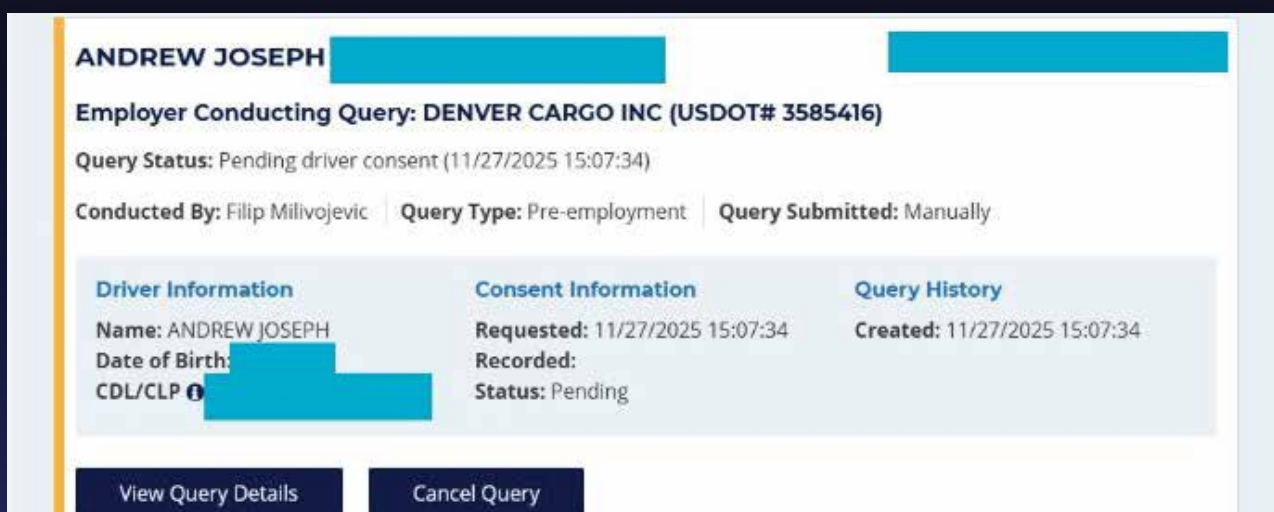 ANDREW JOSEPH
Employer Conducting Query: DENVER CARGO INC (USDOT# 3585416)
Query Status: Pending driver consent (11/27/2025 15:07:34)
Conducted By: Filip Milivojevic Query Type: Pre-employment Query Submitted: Manually
Driver Information Consent Information Query History
Name: ANDREW JOSEPH Requested: 11/27/2025 15:07:34 Created: 11/27/2025 15:07:34
Date of Birth: Recorded:
CDL/CLP Status: Pending
View Query Details Cancel Query